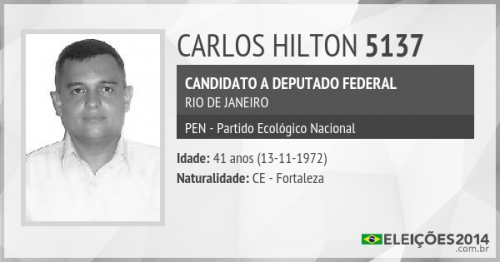 CARLOS HILTON 5137
CANDIDATO A DEPUTADO FEDERAL
RIO DE JANEIRO
PEN - Partido Ecológico Nacional
Idade: 41 anos (13-11-1972)
Naturalidade: CE - Fortaleza
ELEIÇÕES2014
.com.br